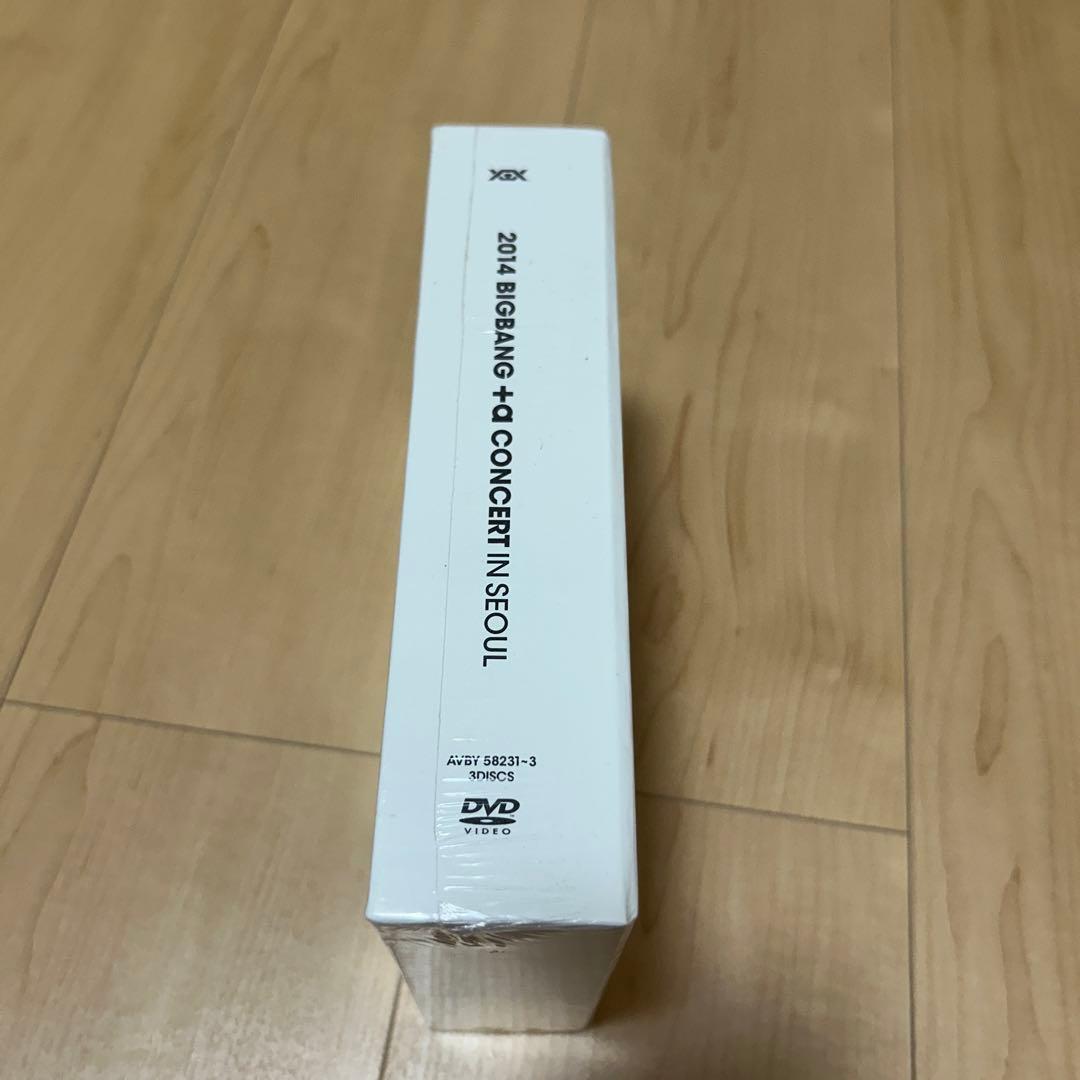 2014 BIGBANG +α CONCERT IN SEOUL
AVBY 58231~3
3DISCS
DVD
VIDEO